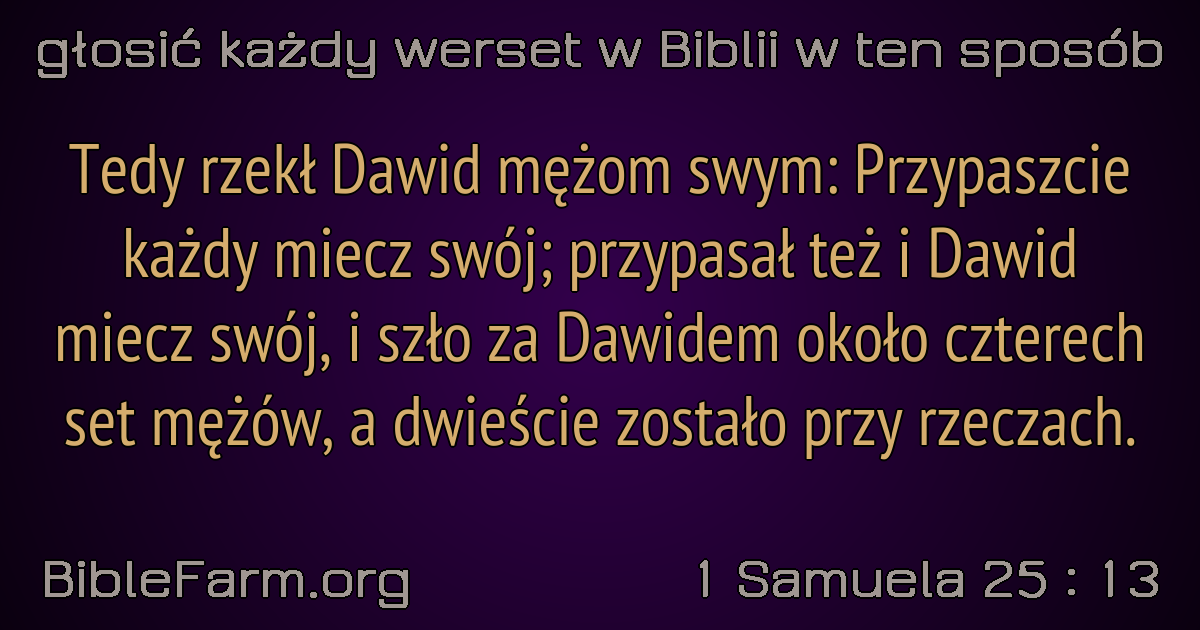 głosić każdy werset w Biblii w ten sposób
Tedy rzekł Dawid mężom swym: Przypaszcie
każdy miecz swój; przypasał też i Dawid
miecz swój, i szło za Dawidem około czterech
set mężów, a dwieście zostało przy rzeczach.
BibleFarm.org
1 Samuela 25 : 13